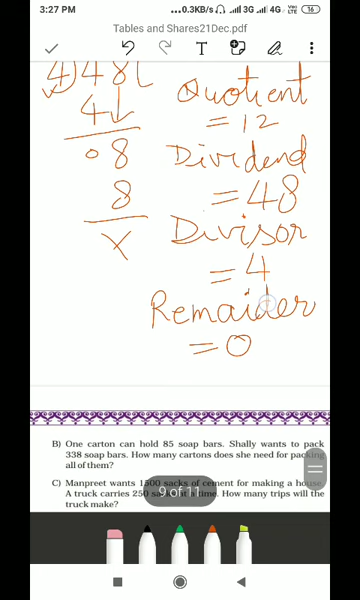 3:27 PM ...0.3KB/s 3G 4G VoLTE 16
Tables and Shares21Dec.pdf
T
4)48(
4↓
08
8
x
Quotient
=12
Dividend
=48
Divisor
=4
Remaider
=0
B) One carton can hold 85 soap bars. Shally wants to pack
338 soap bars. How many cartons does she need for packing
all of them?
C) Manpreet wants 1500 sacks of cement for making a house
A truck carries 250 sacks at a time. How many trips will the
truck make?
9 of 11